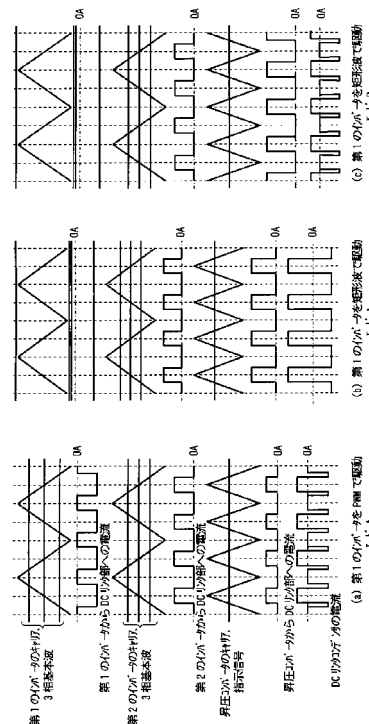 第1のインバータのキャリア,
3相基本波
0A
第1のインバータから DCリンク部への電流
第2のインバータのキャリア,
3相基本波
0A
第2のインバータから DCリンク部への電流
昇圧コンバータのキャリア,
指示信号
0A
昇圧コンバータから DCリンク部への電流
0A
DCリンクコンデンサの電流
(a) 第1のインバータをPWMで駆動
0A
0A
0A
0A
(b) 第1のインバータを矩形波で駆動
0A
0A
0A
0A
(c) 第1のインバータを矩形波で駆動